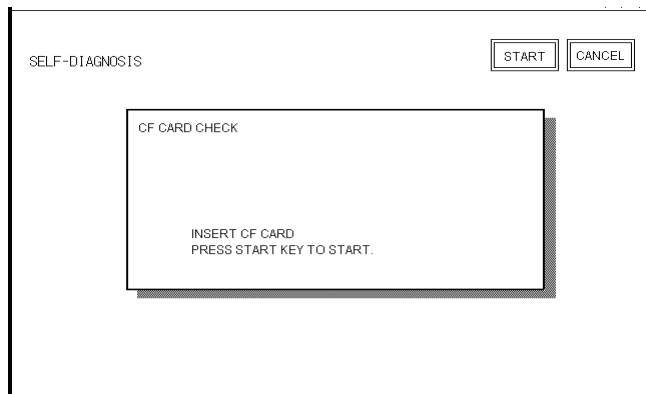 SELF-DIAGNOSIS
START
CANCEL
CF CARD CHECK
INSERT CF CARD
PRESS START KEY TO START.